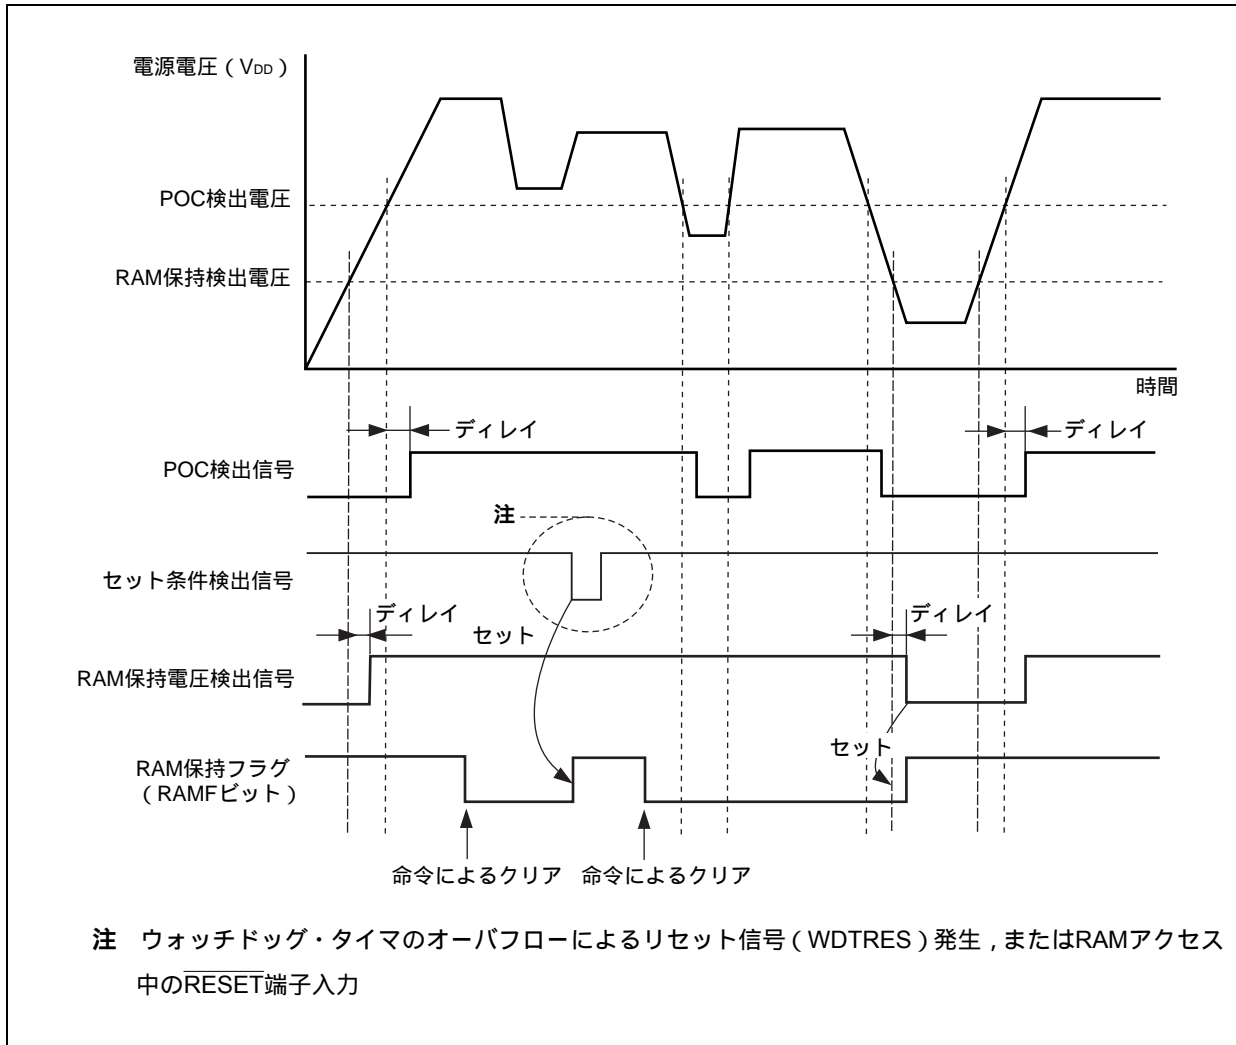 電源電圧（VDD）
POC検出電圧
RAM保持検出電圧
時間
ディレイ
ディレイ
POC検出信号
注
セット条件検出信号
ディレイ
ディレイ
セット
RAM保持電圧検出信号
セット
RAM保持フラグ
（RAMFビット）
命令によるクリア
命令によるクリア
注　ウォッチドッグ・タイマのオーバフローによるリセット信号（WDTRES）発生，またはRAMアクセス
中のRESET端子入力